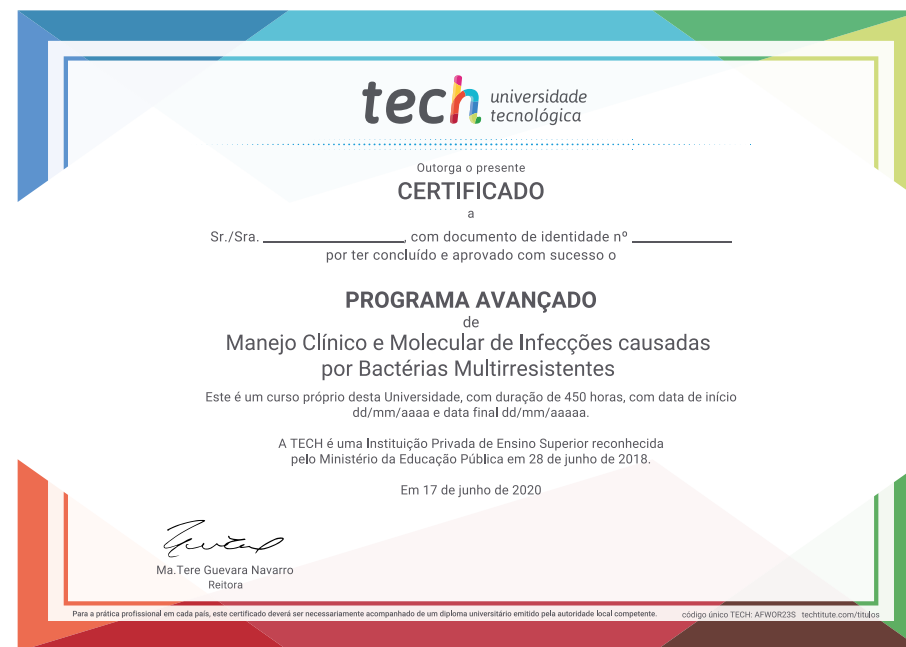 tech universidade
tecnológica
Outorga o presente
CERTIFICADO
a
Sr./Sra. ____________________, com documento de identidade nº ______________
por ter concluído e aprovado com sucesso o
PROGRAMA AVANÇADO
de
Manejo Clínico e Molecular de Infecções causadas
por Bactérias Multirresistentes
Este é um curso próprio desta Universidade, com duração de 450 horas, com data de início
dd/mm/aaaa e data final dd/mm/aaaaa.
A TECH é uma Instituição Privada de Ensino Superior reconhecida
pelo Ministério da Educação Pública em 28 de junho de 2018.
Em 17 de junho de 2020
Ma.Tere Guevara Navarro
Reitora
Para a prática profissional em cada país, este certificado deverá ser necessariamente acompanhado de um diploma universitário emitido pela autoridade local competente. código único TECH: AFWOR23S techtitute.com/titulos